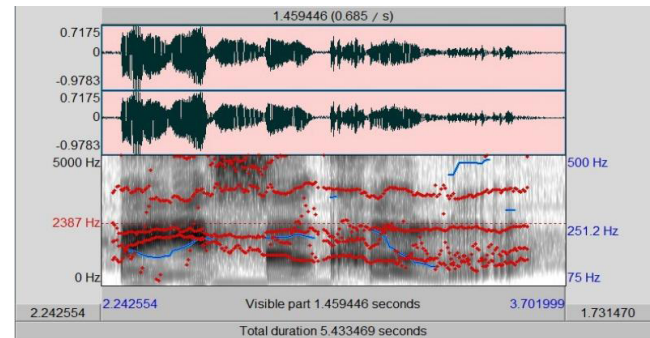 1.459446 (0.685 / s)
0.7175
0
-0.9783
0.7175
0
-0.9783
5000 Hz 500 Hz
2387 Hz 251.2 Hz
0 Hz 75 Hz
2.242554 2.242554 Visible part 1.459446 seconds 3.701999 1.731470
Total duration 5.433469 seconds